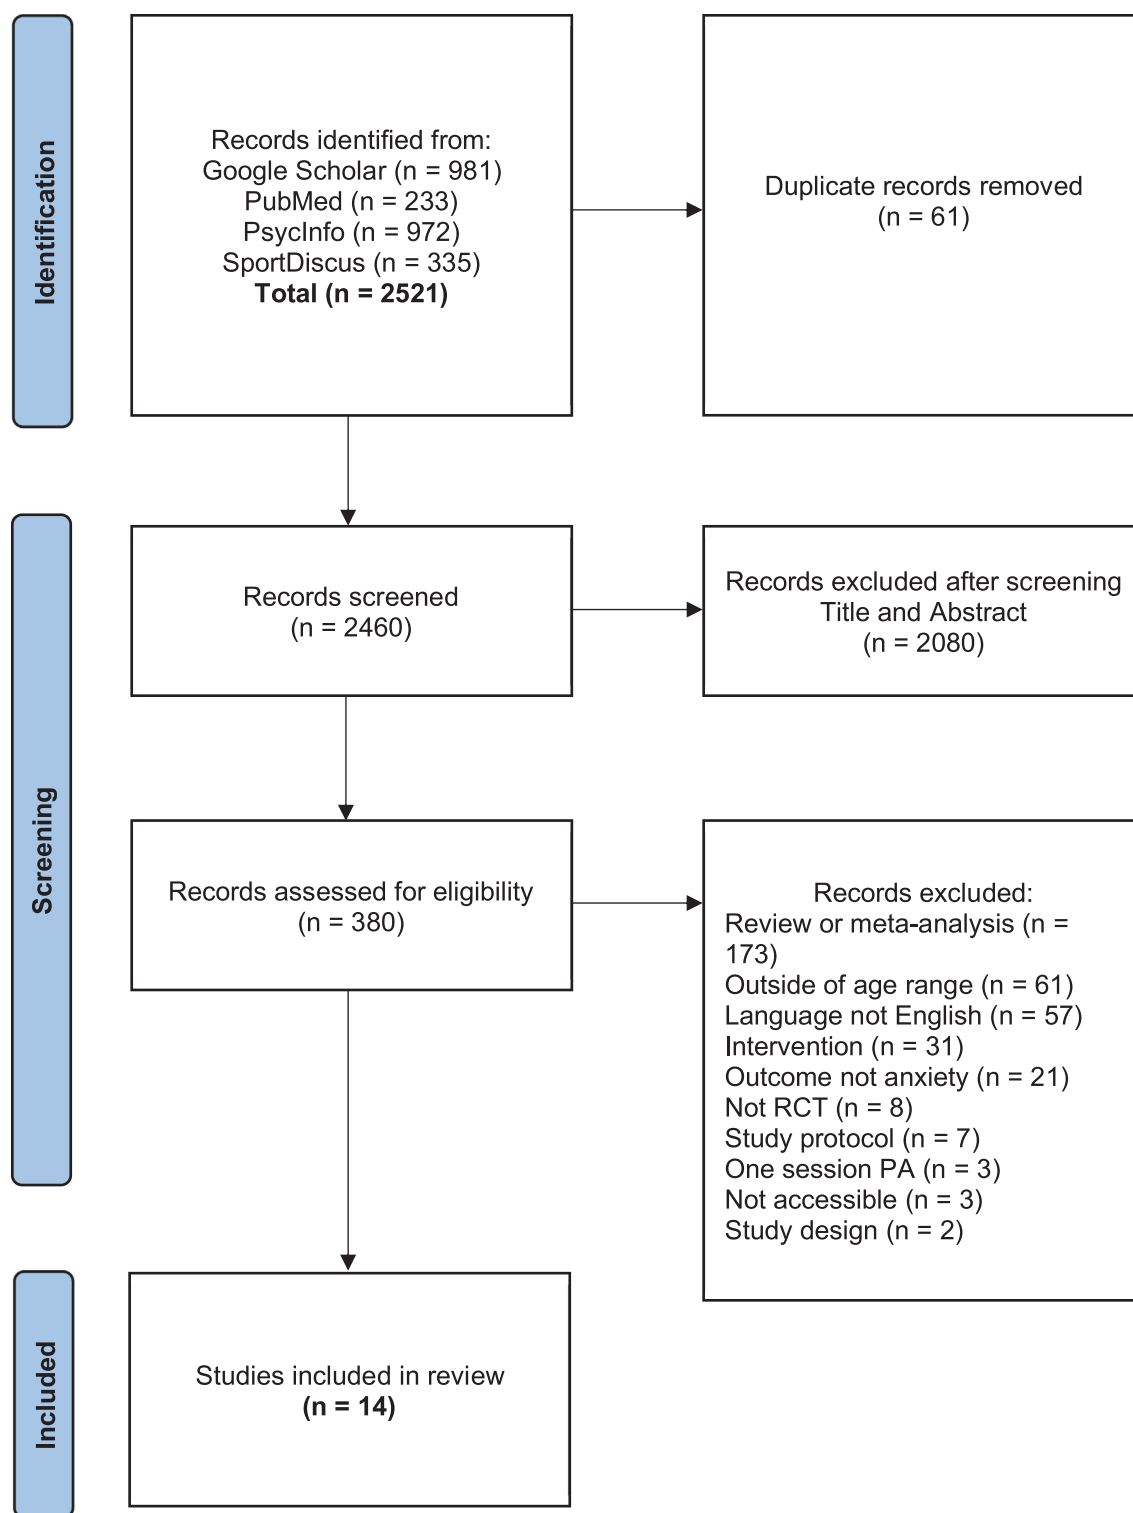 Identification
Records identified from:
Google Scholar (n = 981)
PubMed (n = 233)
PsycInfo (n = 972)
SportDiscus (n = 335)
Total (n = 2521)
Duplicate records removed
(n = 61)
Screening
Records screened
(n = 2460)
Records excluded after screening
Title and Abstract
(n = 2080)
Records assessed for eligibility
(n = 380)
Records excluded:
Review or meta-analysis (n =
173)
Outside of age range (n = 61)
Language not English (n = 57)
Intervention (n = 31)
Outcome not anxiety (n = 21)
Not RCT (n = 8)
Study protocol (n = 7)
One session PA (n = 3)
Not accessible (n = 3)
Study design (n = 2)
Included
Studies included in review
(n = 14)